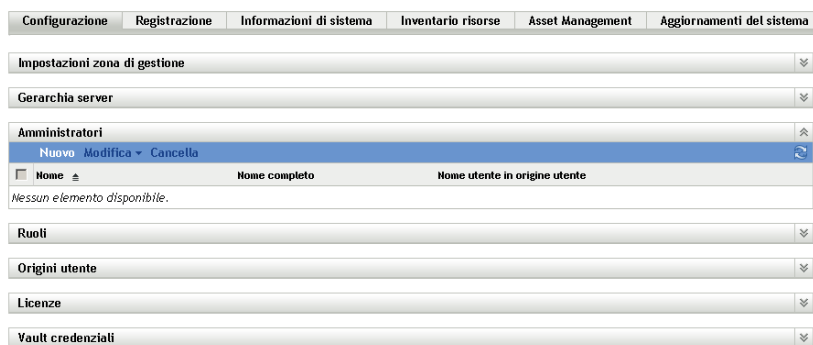 Configurazione Registrazione Informazioni di sistema Inventario risorse Asset Management Aggiornamenti del sistema
Impostazioni zona di gestione
Gerarchia server
Amministratori
Nuovo Modifica Cancella
Nome Nome completo Nome utente in origine utente
Nessun elemento disponibile.
Ruoli
Origini utente
Licenze
Vault credenziali